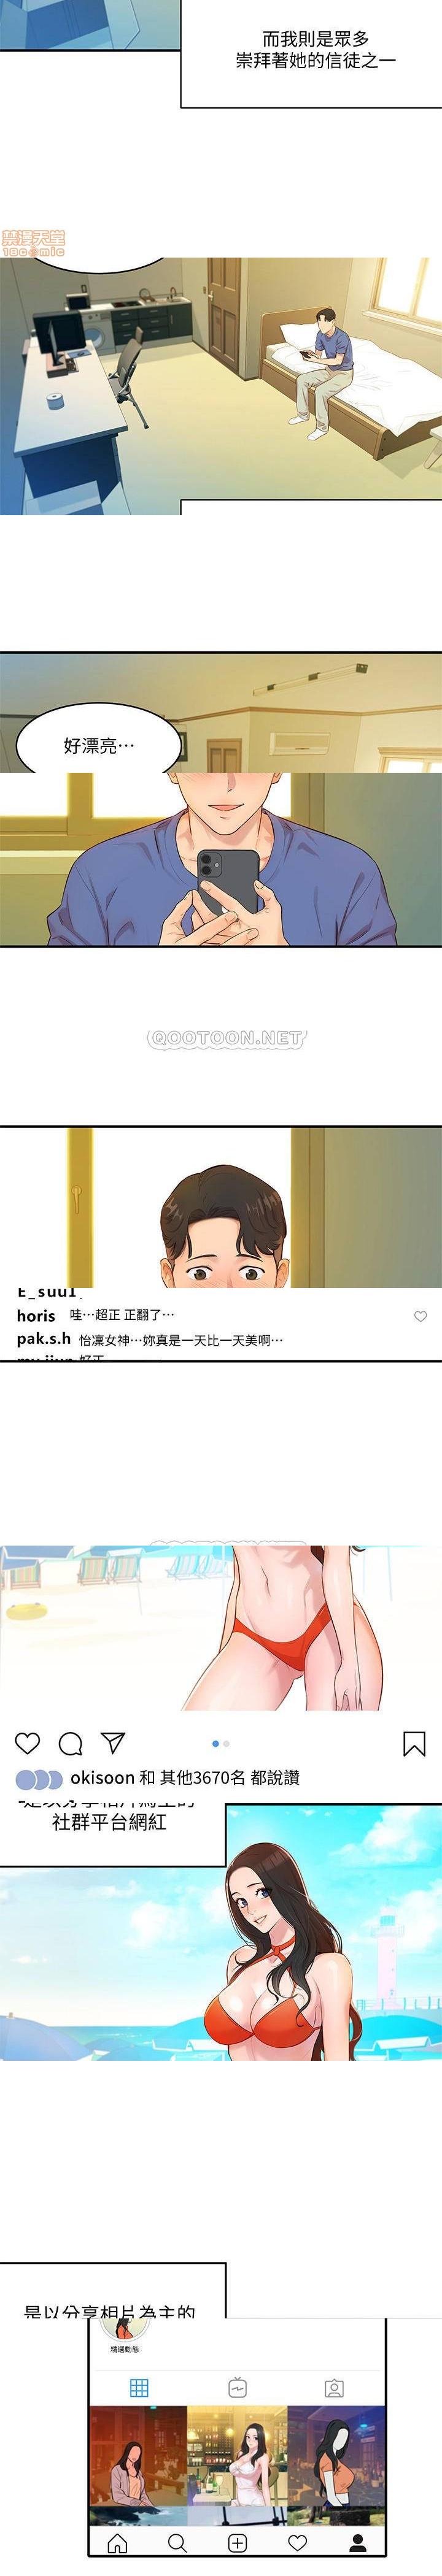 而我則是眾多
崇拜著她的信徒之一
禁漫天堂
18comic
好漂亮…
QOOTOON.NET
E_suu1
horis 哇…超正 正翻了…
pak.s.h 怡凜女神…妳真是一天比一天美啊…
好正
okisoon 和 其他3670名 都說讚
社群平台網紅
是以分享相片為主的
精選動態